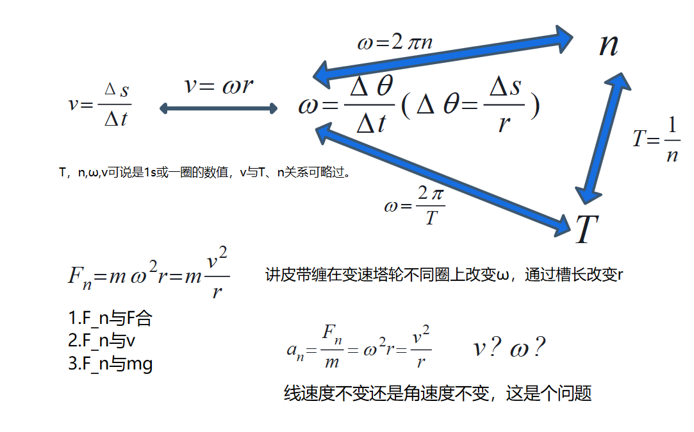 ω=2πn
n
v=Δs/Δt
v=ωr
ω=Δθ/Δt(Δθ=Δs/r)
T=1/n
T，n,ω,v可说是1s或一圈的数值，v与T、n关系可略过。
ω=2π/T
T
F_n=mω²r=m v²/r
讲皮带缠在变速塔轮不同圈上改变ω，通过槽长改变r
1.F_n与F合
2.F_n与v
3.F_n与mg
a_n=F_n/m=ω²r=v²/r
v？ω？
线速度不变还是角速度不变，这是个问题